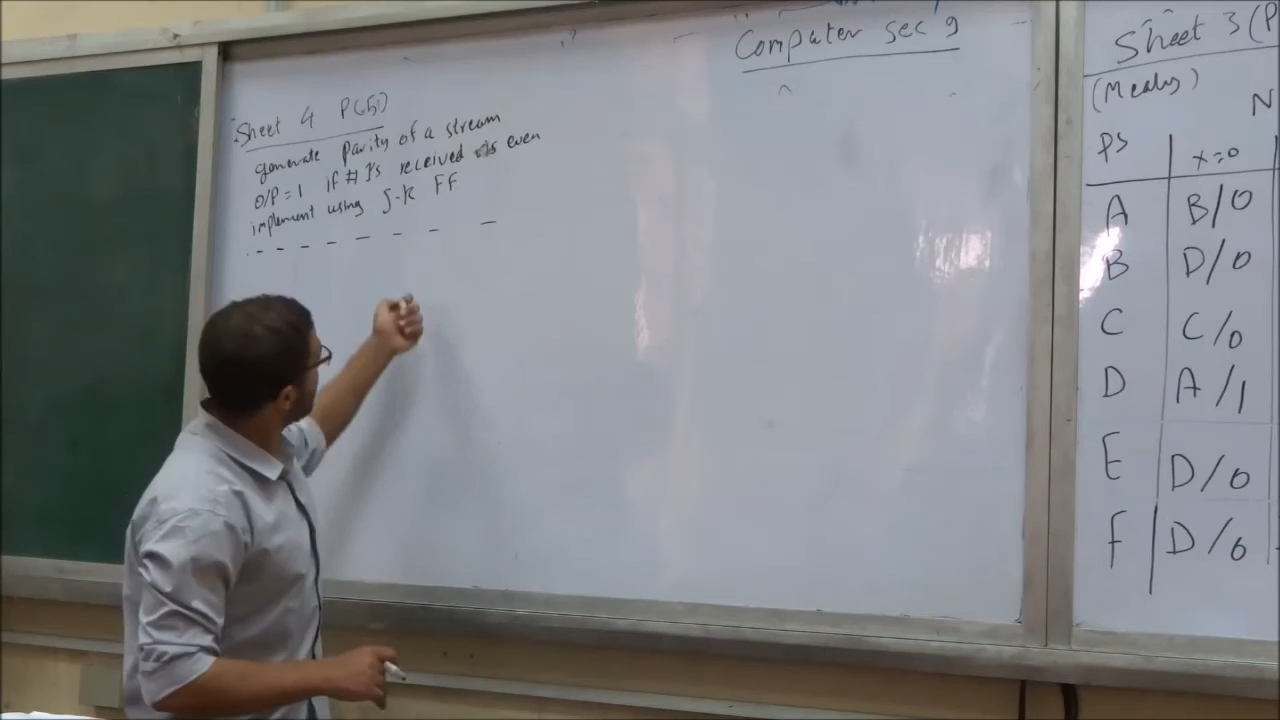 Computer sec 9
Sheet 4 P(5)
generate parity of a stream
O/P=1 if # 1's received is even
implement using J-K FF
Sheet 3 (P
(Mealy)
N
PS
x=0
A B/0
B D/0
C C/0
D A/1
E D/0
F D/0